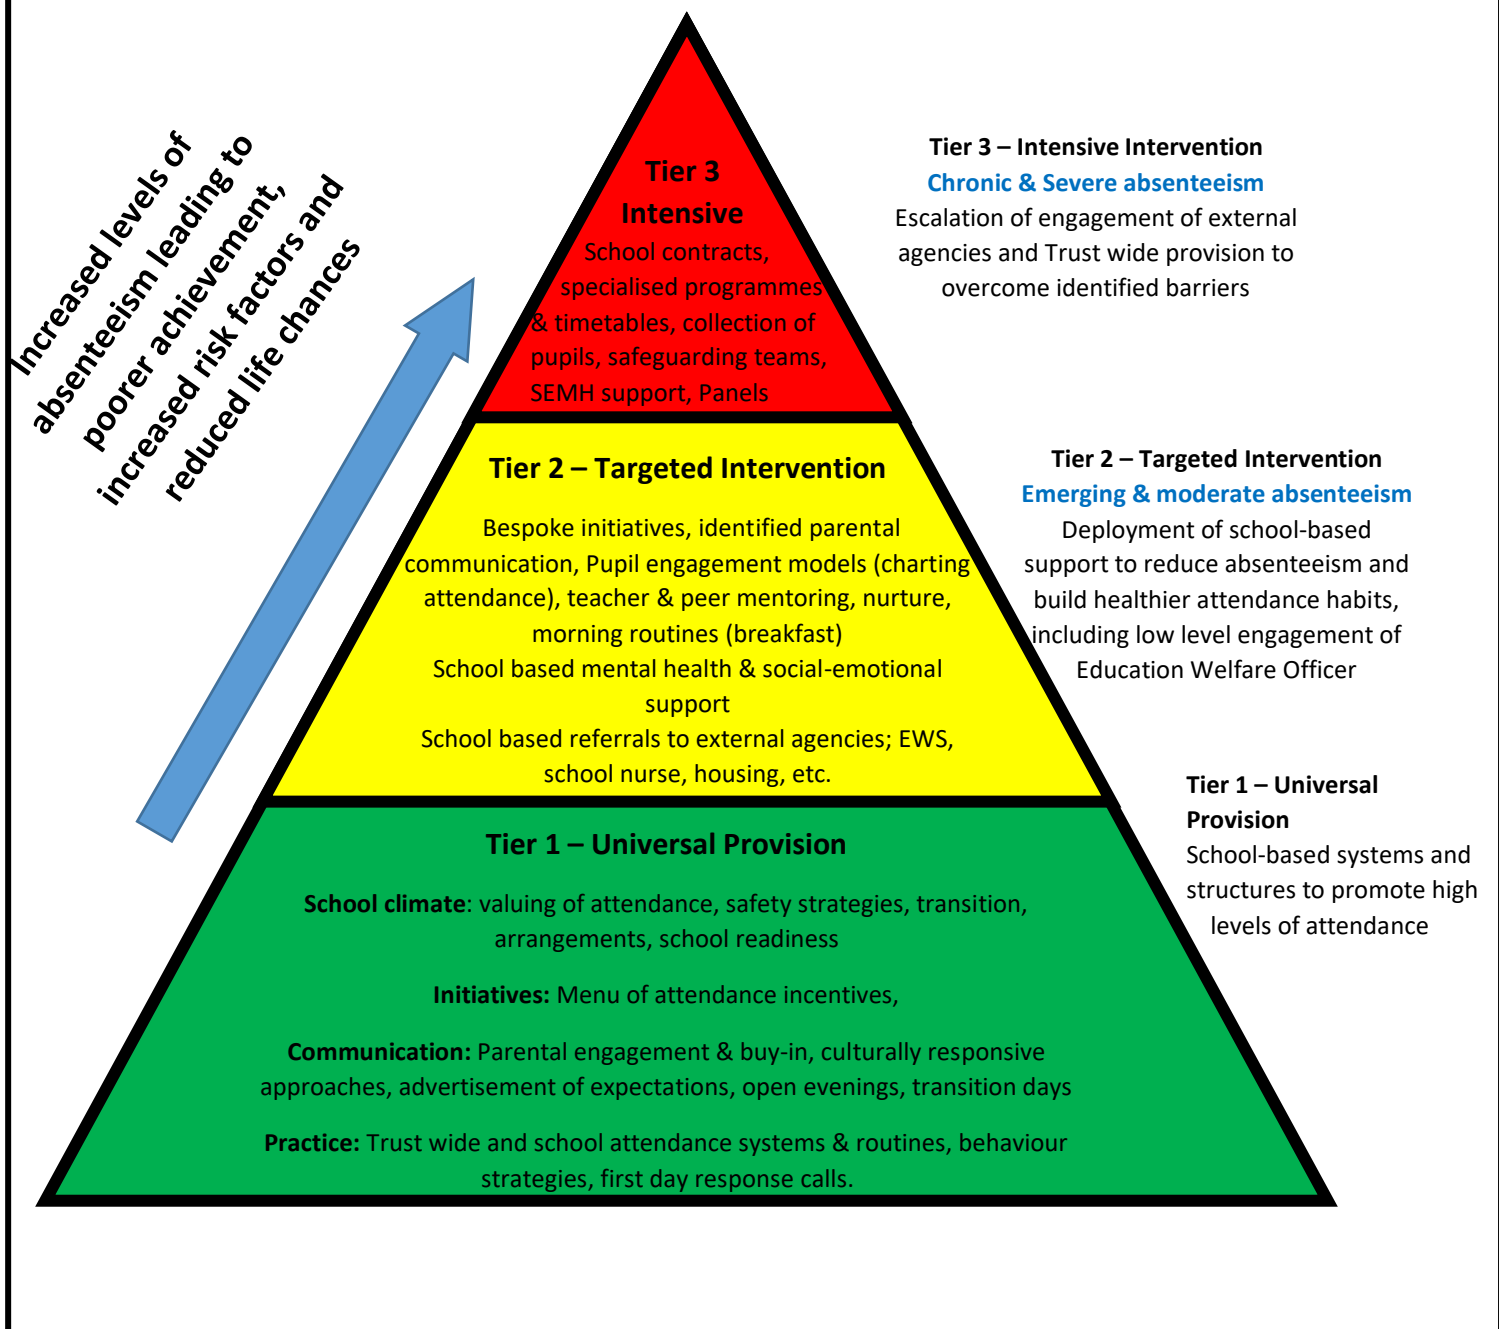 Increased levels of
absenteeism leading to
poorer achievement,
increased risk factors and
reduced life chances
Tier 3
Intensive
School contracts,
specialised programmes
& timetables, collection of
pupils, safeguarding teams,
SEMH support, Panels
Tier 3 – Intensive Intervention
Chronic & Severe absenteeism
Escalation of engagement of external
agencies and Trust wide provision to
overcome identified barriers
Tier 2 – Targeted Intervention
Bespoke initiatives, identified parental
communication, Pupil engagement models (charting
attendance), teacher & peer mentoring, nurture,
morning routines (breakfast)
School based mental health & social-emotional
support
School based referrals to external agencies; EWS,
school nurse, housing, etc.
Tier 2 – Targeted Intervention
Emerging & moderate absenteeism
Deployment of school-based
support to reduce absenteeism and
build healthier attendance habits,
including low level engagement of
Education Welfare Officer
Tier 1 – Universal Provision
School climate: valuing of attendance, safety strategies, transition,
arrangements, school readiness
Initiatives: Menu of attendance incentives,
Communication: Parental engagement & buy-in, culturally responsive
approaches, advertisement of expectations, open evenings, transition days
Practice: Trust wide and school attendance systems & routines, behaviour
strategies, first day response calls.
Tier 1 – Universal
Provision
School-based systems and
structures to promote high
levels of attendance